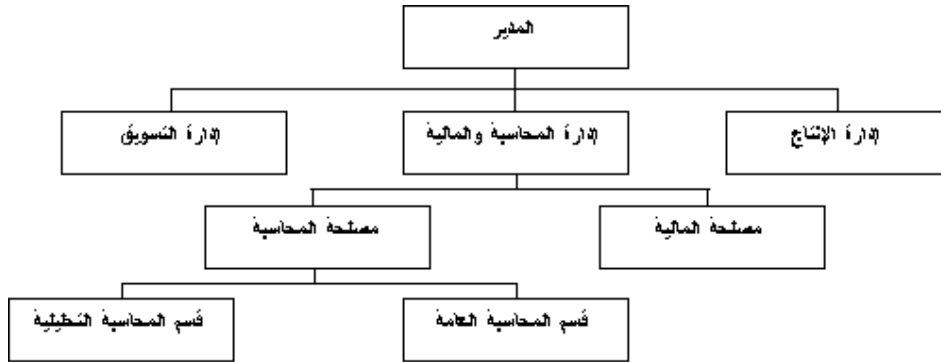 المدير
إدارة الإنتاج
إدارة المحاسبة والمالية
إدارة التسويق
مصلحة المالية
مصلحة المحاسبة
قسم المحاسبة العامة
قسم المحاسبة التحليلية